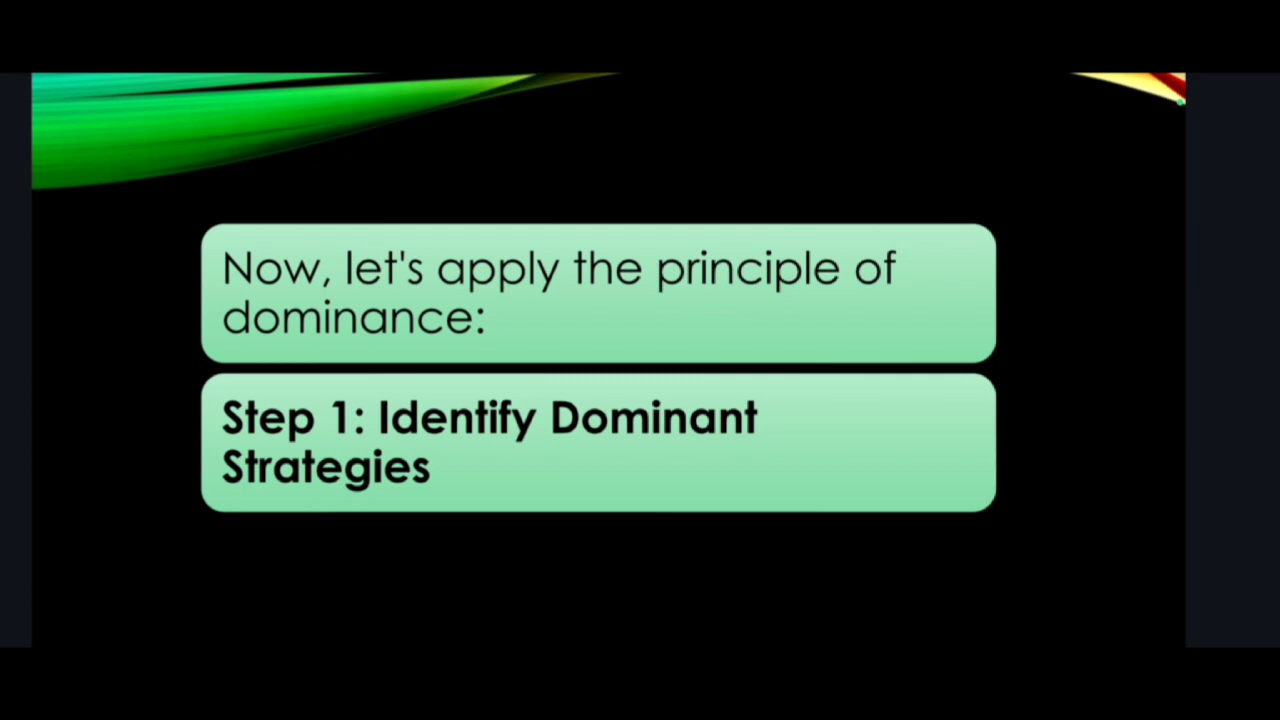 Now, let's apply the principle of
dominance:
Step 1: Identify Dominant
Strategies